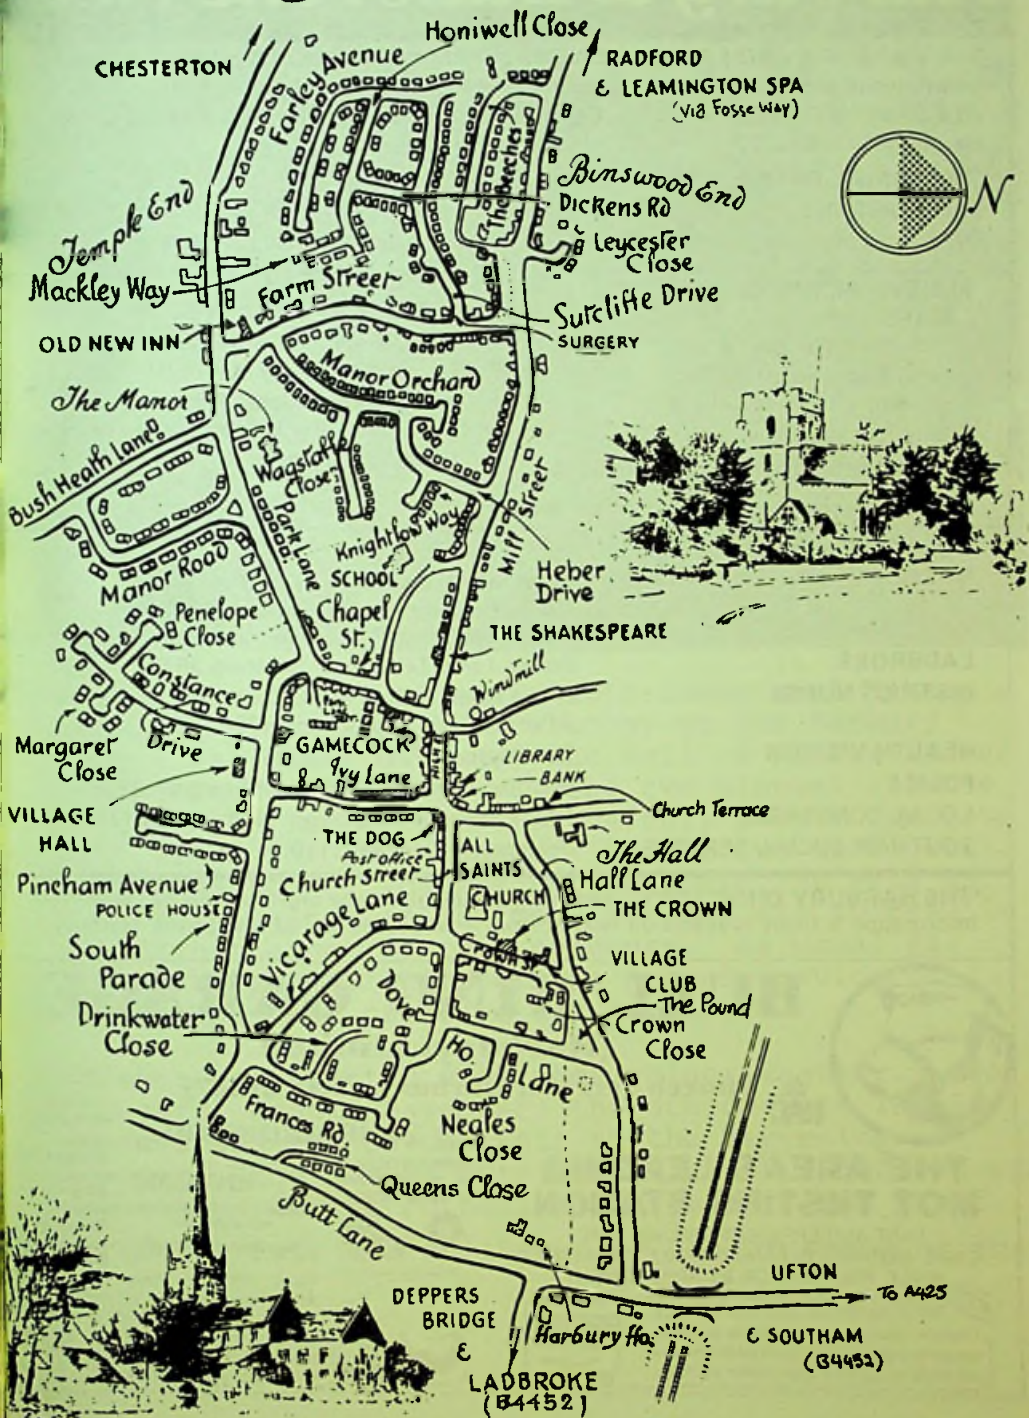 Honiwell Close
CHESTERTON
Farley Avenue
RADFORD
& LEAMINGTON SPA
(Via Fosse Way)
The Beeches
Binswood End
Dickens Rd
N
Temple End
Leycester
Close
Mackley Way
Farm Street
Sutcliffe Drive
OLD NEW INN
SURGERY
Manor Orchard
The Manor
Bush Heath Lane
Wagstaffe
Close
Park Lane
Knightlow Way
Mill Street
Manor Road
SCHOOL
Heber
Drive
Penelope
Close
Chapel
St.
THE SHAKESPEARE
Constance
Drive
Windmill
Margaret
Close
GAMECOCK
HIGH ST
LIBRARY
BANK
Ivy Lane
VILLAGE
HALL
Church Terrace
THE DOG
Post Office
Church Street
ALL
SAINTS
CHURCH
The Hall
Hall Lane
Pincham Avenue
POLICE HOUSE
THE CROWN
Vicarage Lane
Crown St.
South
Parade
VILLAGE
CLUB
The Pound
Dove
Ho.
Lane
Drinkwater
Close
Crown
Close
Frances Rd.
Neales
Close
Queens Close
Butt Lane
UFTON
To A425
DEPPERS
BRIDGE
&
LADBROKE
(B4452)
Harbury Ho.
& SOUTHAM
(B4452)